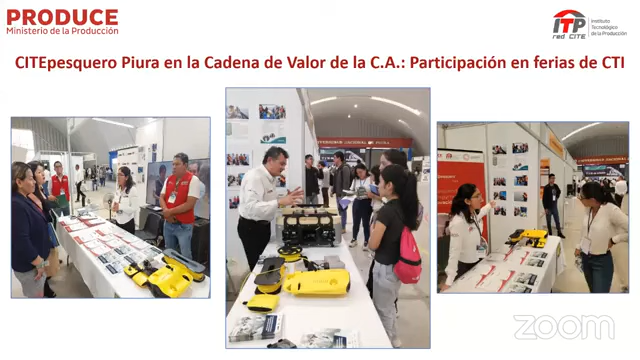 PRODUCE
Ministerio de la Producción
ITP
red CITE
Instituto
Tecnológico
de la Producción
CITEpesquero Piura en la Cadena de Valor de la C.A.: Participación en ferias de CTI
zoom